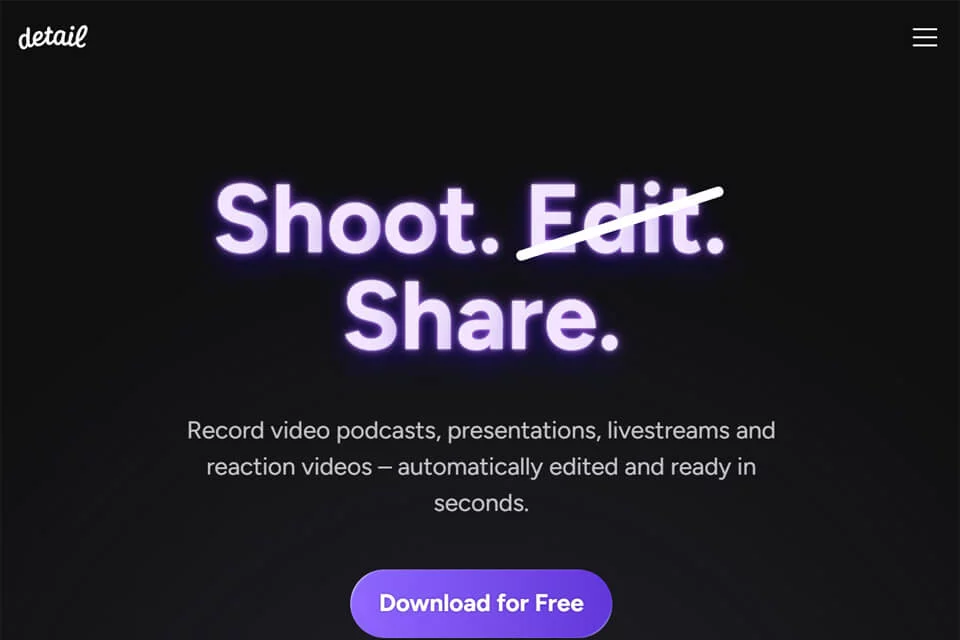 detail
Shoot. Edit.
Share.
Record video podcasts, presentations, livestreams and
reaction videos – automatically edited and ready in
seconds.
Download for Free